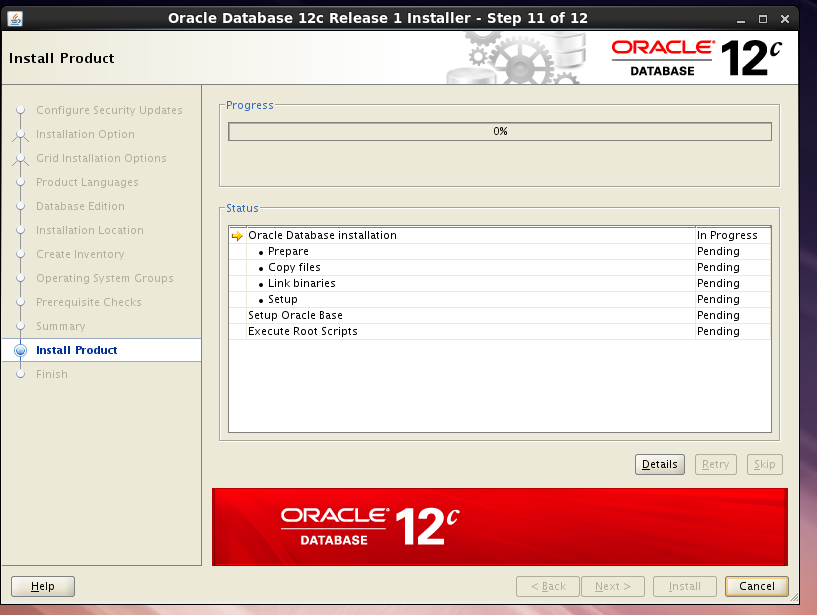 Oracle Database 12c Release 1 Installer - Step 11 of 12
Install Product
ORACLE® 12c
DATABASE
Configure Security Updates
Installation Option
Grid Installation Options
Product Languages
Database Edition
Installation Location
Create Inventory
Operating System Groups
Prerequisite Checks
Summary
Install Product
Finish
Progress
0%
Status
Oracle Database installation In Progress
• Prepare Pending
• Copy files Pending
• Link binaries Pending
• Setup Pending
Setup Oracle Base Pending
Execute Root Scripts Pending
Details Retry Skip
ORACLE® 12c
DATABASE
Help < Back Next > Install Cancel